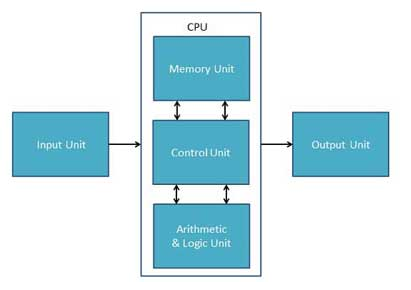 CPU
Memory Unit
Input Unit
Control Unit
Output Unit
Arithmetic
& Logic Unit